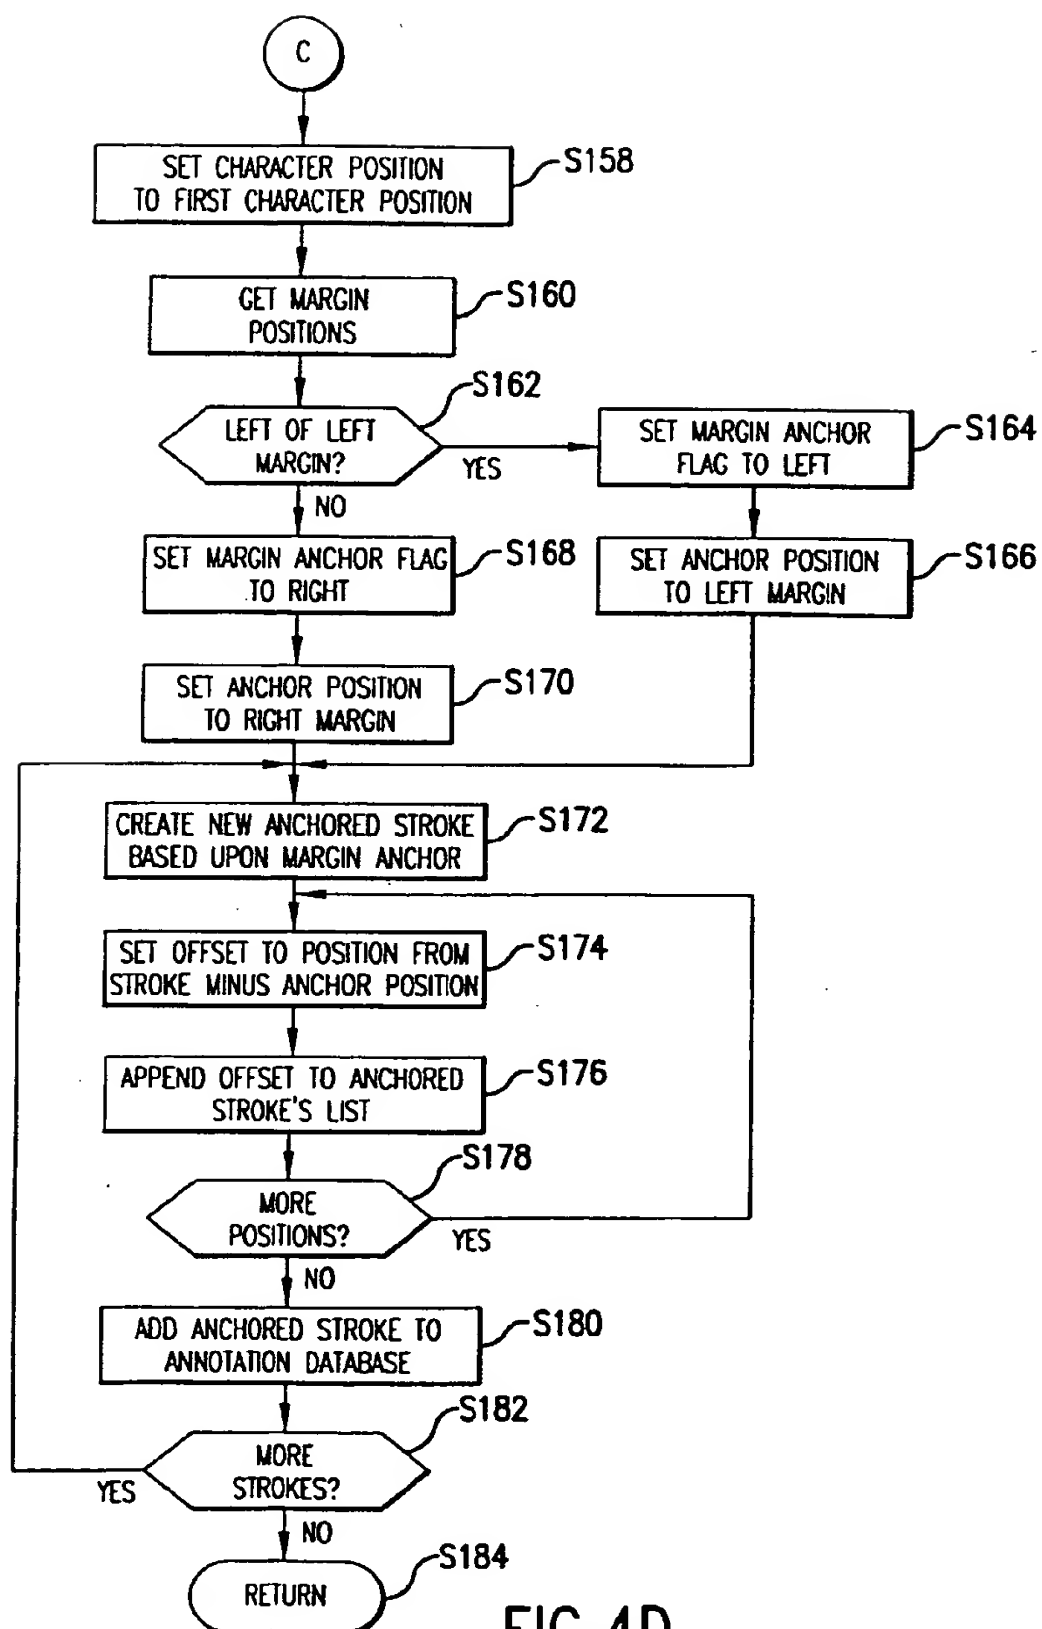 C
SET CHARACTER POSITION
TO FIRST CHARACTER POSITION
S158
GET MARGIN
POSITIONS
S160
LEFT OF LEFT
MARGIN?
S162
YES
NO
SET MARGIN ANCHOR
FLAG TO LEFT
S164
SET ANCHOR POSITION
TO LEFT MARGIN
S166
SET MARGIN ANCHOR FLAG
TO RIGHT
S168
SET ANCHOR POSITION
TO RIGHT MARGIN
S170
CREATE NEW ANCHORED STROKE
BASED UPON MARGIN ANCHOR
S172
SET OFFSET TO POSITION FROM
STROKE MINUS ANCHOR POSITION
S174
APPEND OFFSET TO ANCHORED
STROKE'S LIST
S176
MORE
POSITIONS?
S178
YES
NO
ADD ANCHORED STROKE TO
ANNOTATION DATABASE
S180
MORE
STROKES?
S182
YES
NO
RETURN
S184
FIG. 4D